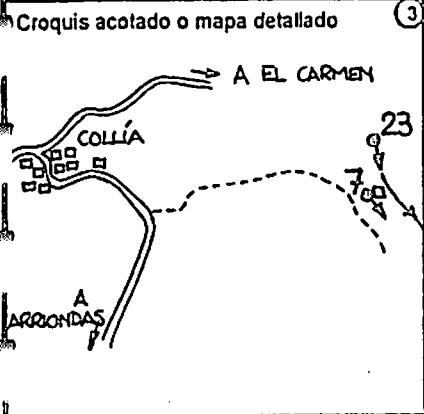 Croquis acotado o mapa detallado
3
A EL CARMEN
COLLÍA
23
7
A
ARRIONDAS